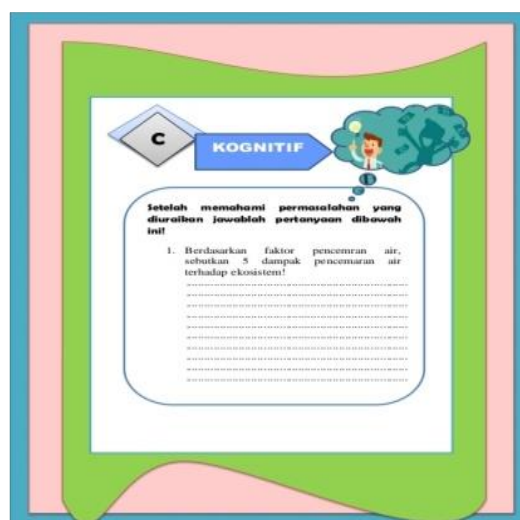 C
KOGNITIF
Setelah memahami permasalahan yang
diuraikan jawablah pertanyaan dibawah
ini!
1. Berdasarkan faktor pencemran air,
sebutkan 5 dampak pencemaran air
terhadap ekosistem!